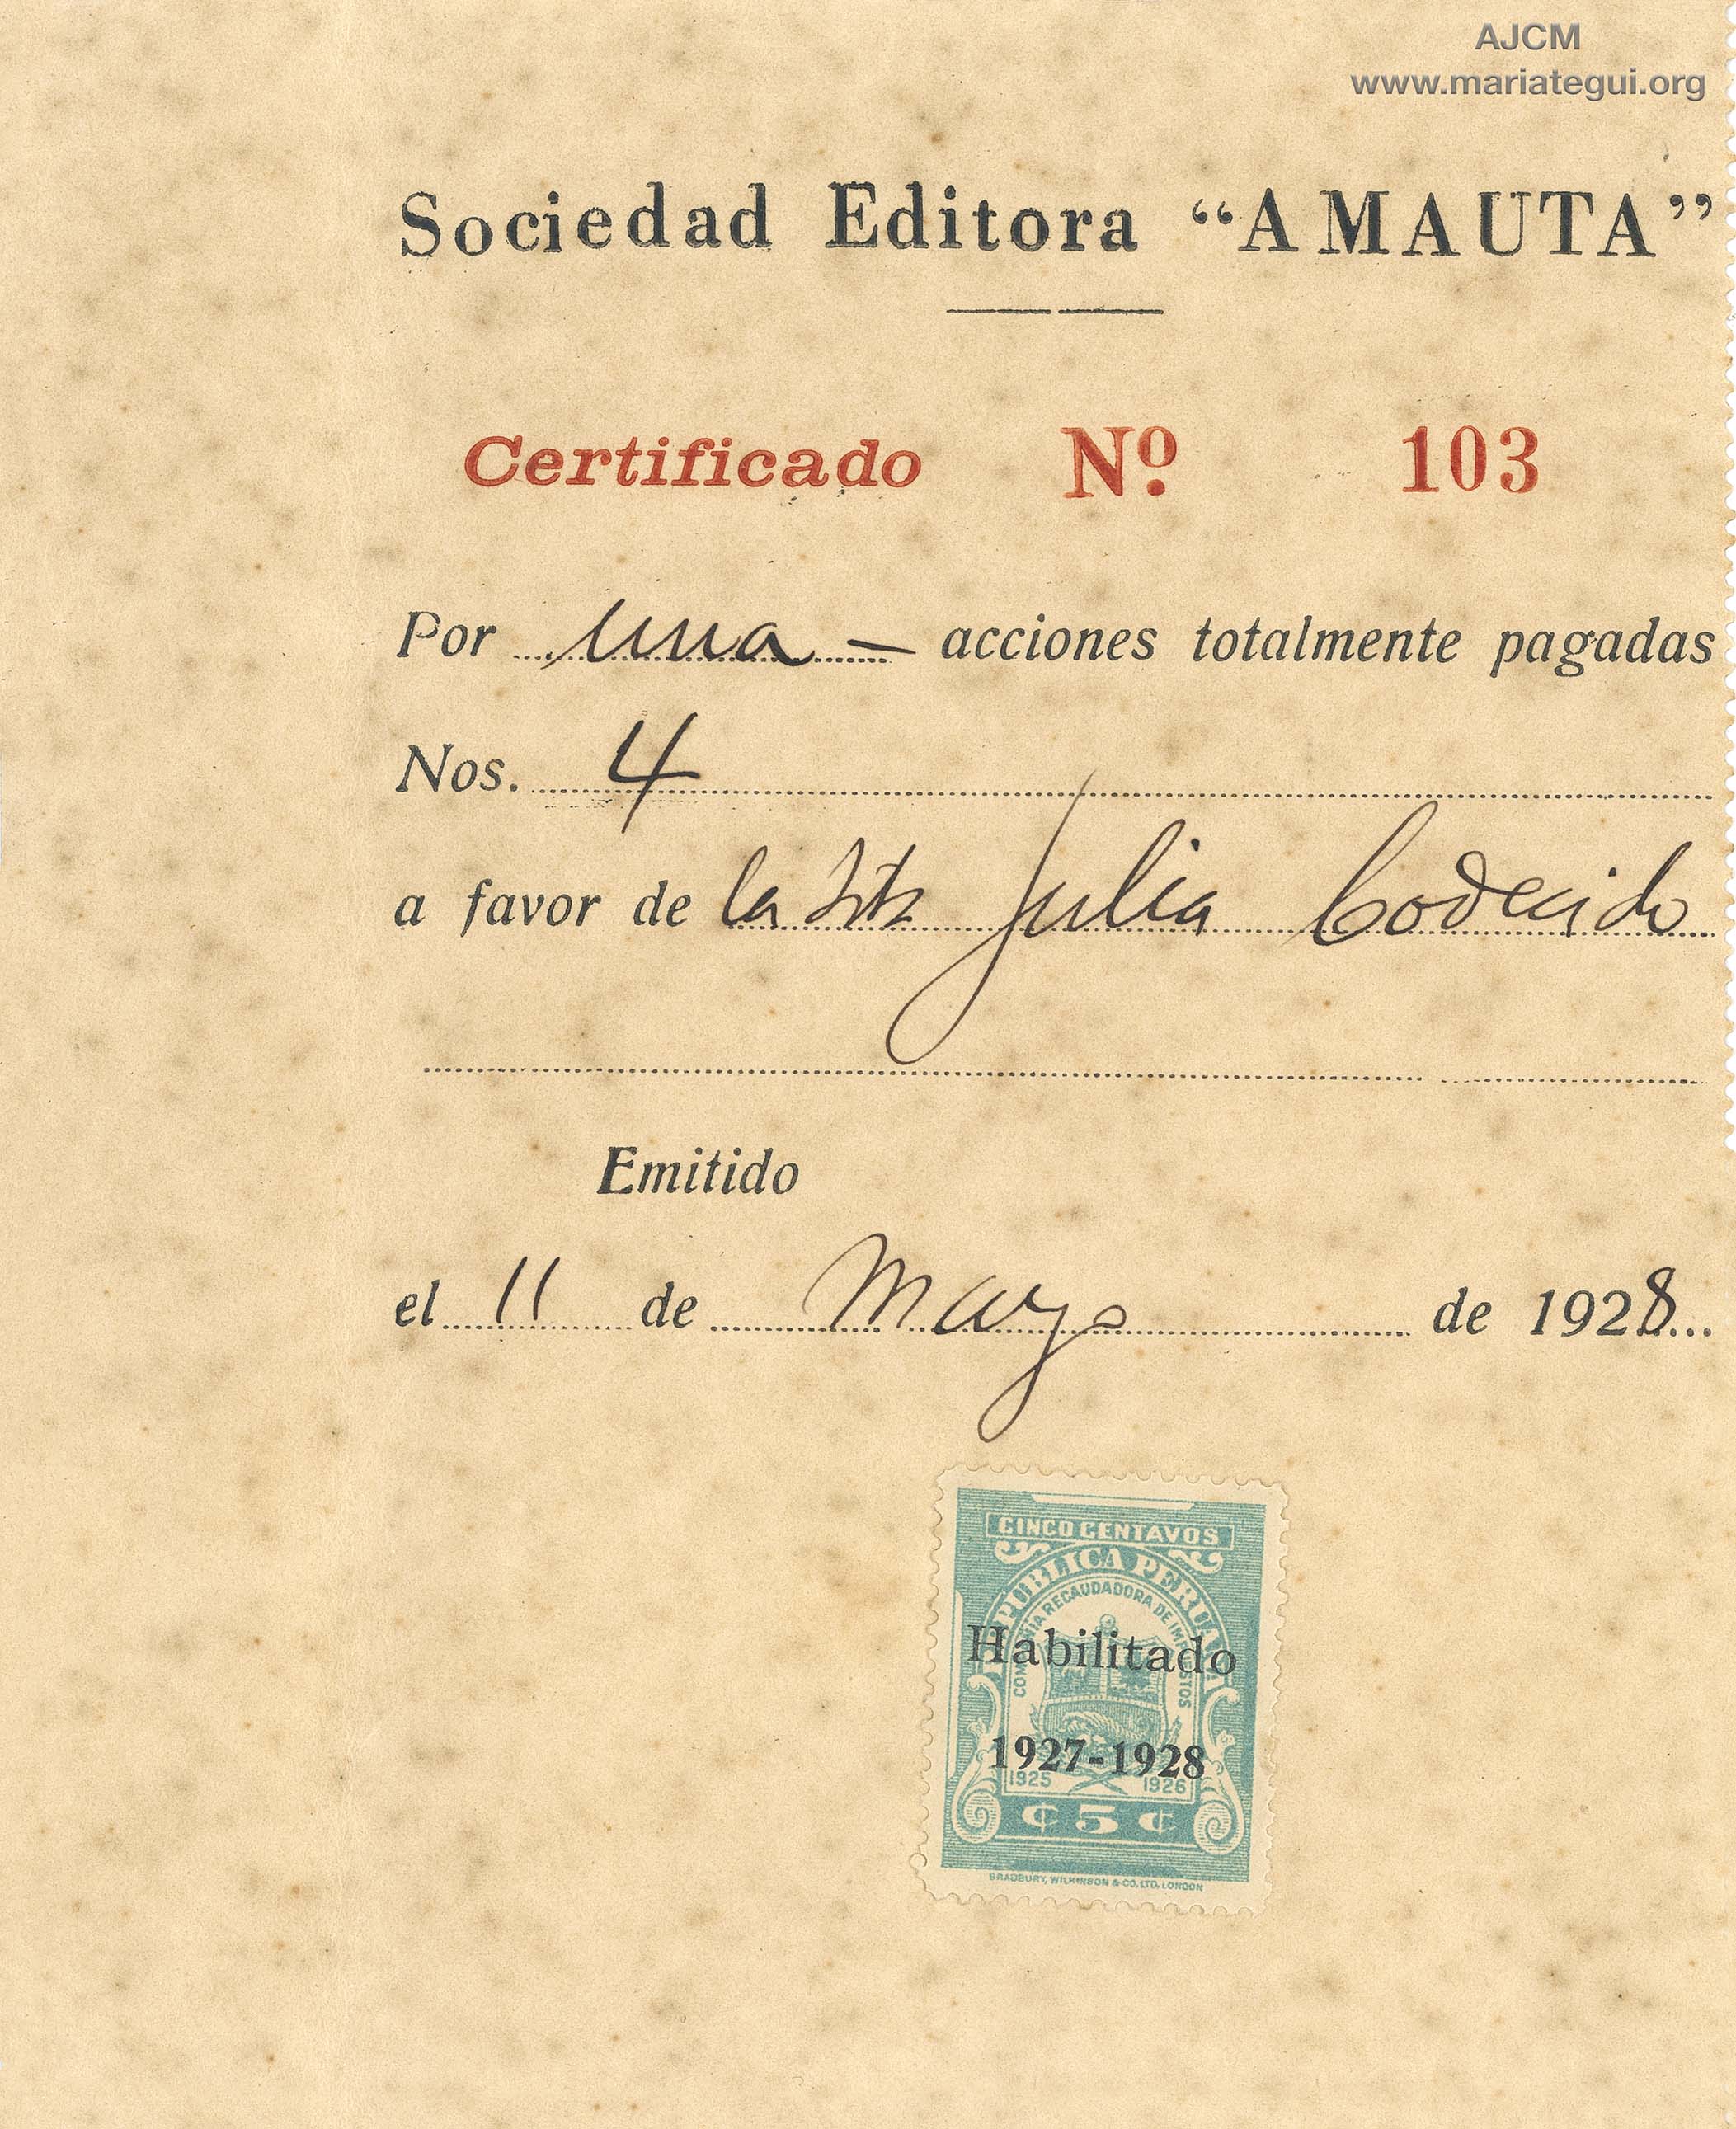 AJCM
www.mariategui.org
Sociedad Editora “AMAUTA”
Certificado Nº. 103
Por una – acciones totalmente pagadas
Nos. 4
a favor de la Srta Julia Codesido
Emitido
el 11 de Mayo de 1928
CINCO CENTAVOS
REPUBLICA PERUANA
COMPAÑIA RECAUDADORA DE IMPUESTOS
Habilitado
1927-1928
1925 1926
¢ 5 ¢
BRADBURY, WILKINSON & CO. LTD. LONDON